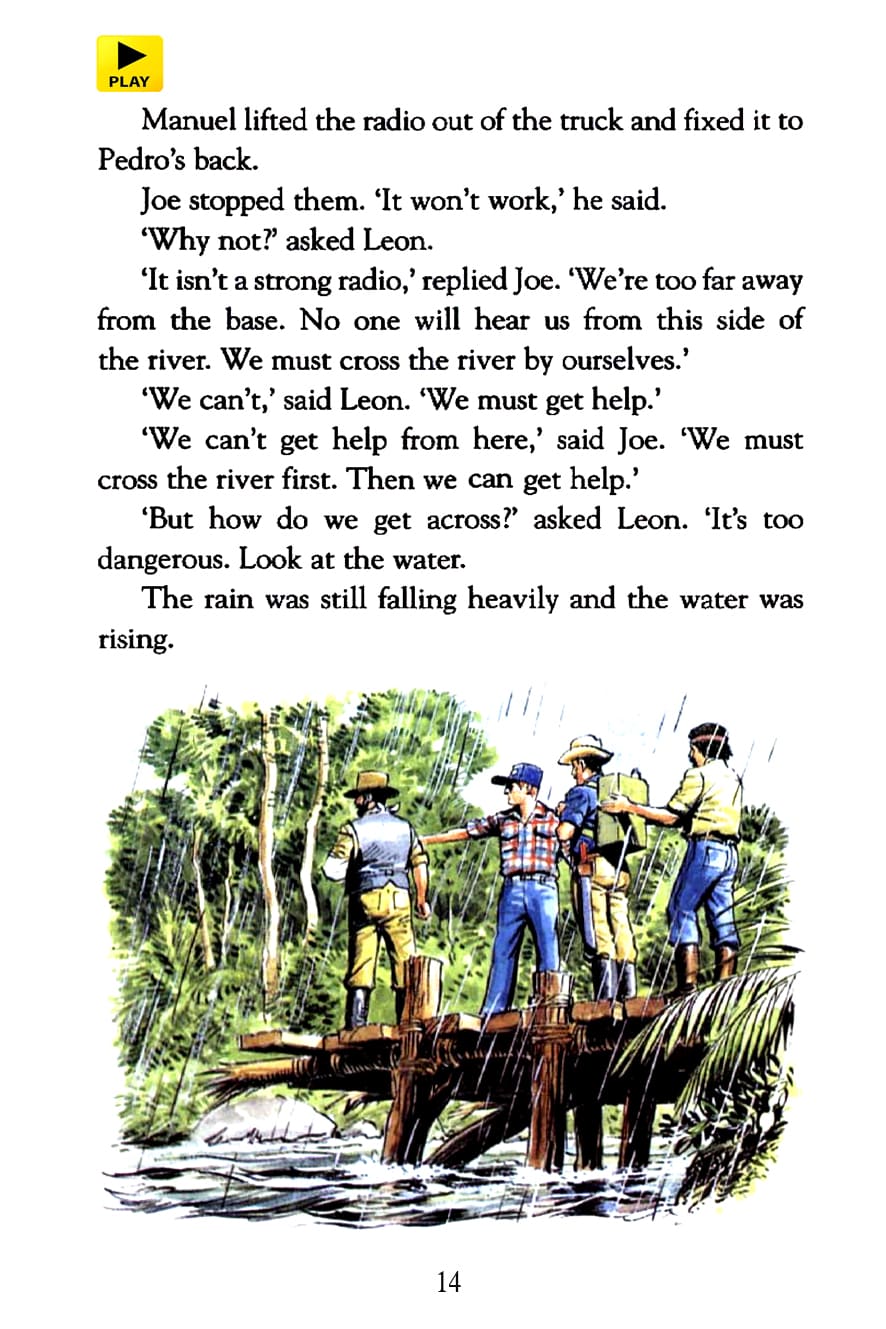 PLAY
Manuel lifted the radio out of the truck and fixed it to
Pedro's back.
Joe stopped them. ‘It won't work,’ he said.
‘Why not?’ asked Leon.
‘It isn't a strong radio,’ replied Joe. ‘We're too far away
from the base. No one will hear us from this side of
the river. We must cross the river by ourselves.’
‘We can't,’ said Leon. ‘We must get help.’
‘We can't get help from here,’ said Joe. ‘We must
cross the river first. Then we can get help.’
‘But how do we get across?’ asked Leon. ‘It's too
dangerous. Look at the water.
The rain was still falling heavily and the water was
rising.
14